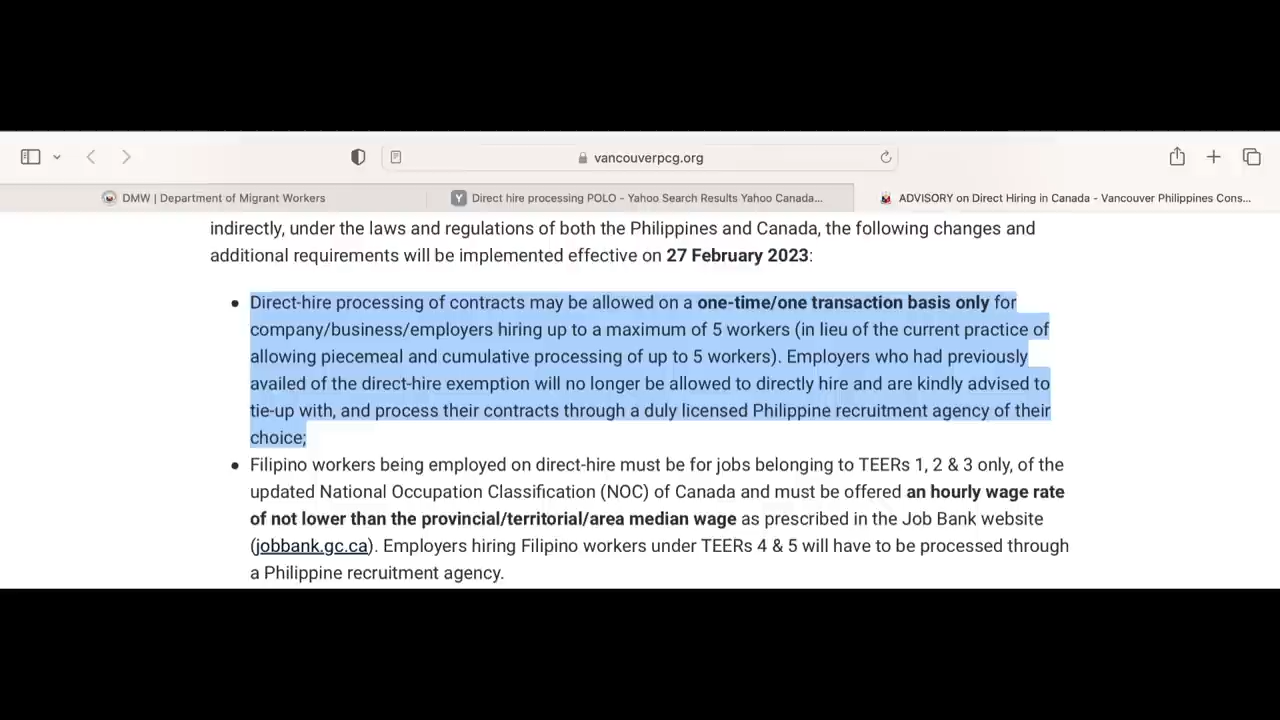 vancouverpcg.org
DMW | Department of Migrant Workers
Direct hire processing POLO - Yahoo Search Results Yahoo Canada...
ADVISORY on Direct Hiring in Canada - Vancouver Philippines Cons...
indirectly, under the laws and regulations of both the Philippines and Canada, the following changes and
additional requirements will be implemented effective on 27 February 2023:
• Direct-hire processing of contracts may be allowed on a one-time/one transaction basis only for
company/business/employers hiring up to a maximum of 5 workers (in lieu of the current practice of
allowing piecemeal and cumulative processing of up to 5 workers). Employers who had previously
availed of the direct-hire exemption will no longer be allowed to directly hire and are kindly advised to
tie-up with, and process their contracts through a duly licensed Philippine recruitment agency of their
choice;
• Filipino workers being employed on direct-hire must be for jobs belonging to TEERs 1, 2 & 3 only, of the
updated National Occupation Classification (NOC) of Canada and must be offered an hourly wage rate
of not lower than the provincial/territorial/area median wage as prescribed in the Job Bank website
(jobbank.gc.ca). Employers hiring Filipino workers under TEERs 4 & 5 will have to be processed through
a Philippine recruitment agency.